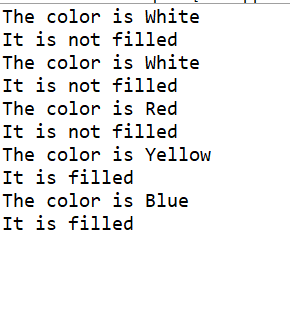 The color is White
It is not filled
The color is White
It is not filled
The color is Red
It is not filled
The color is Yellow
It is filled
The color is Blue
It is filled